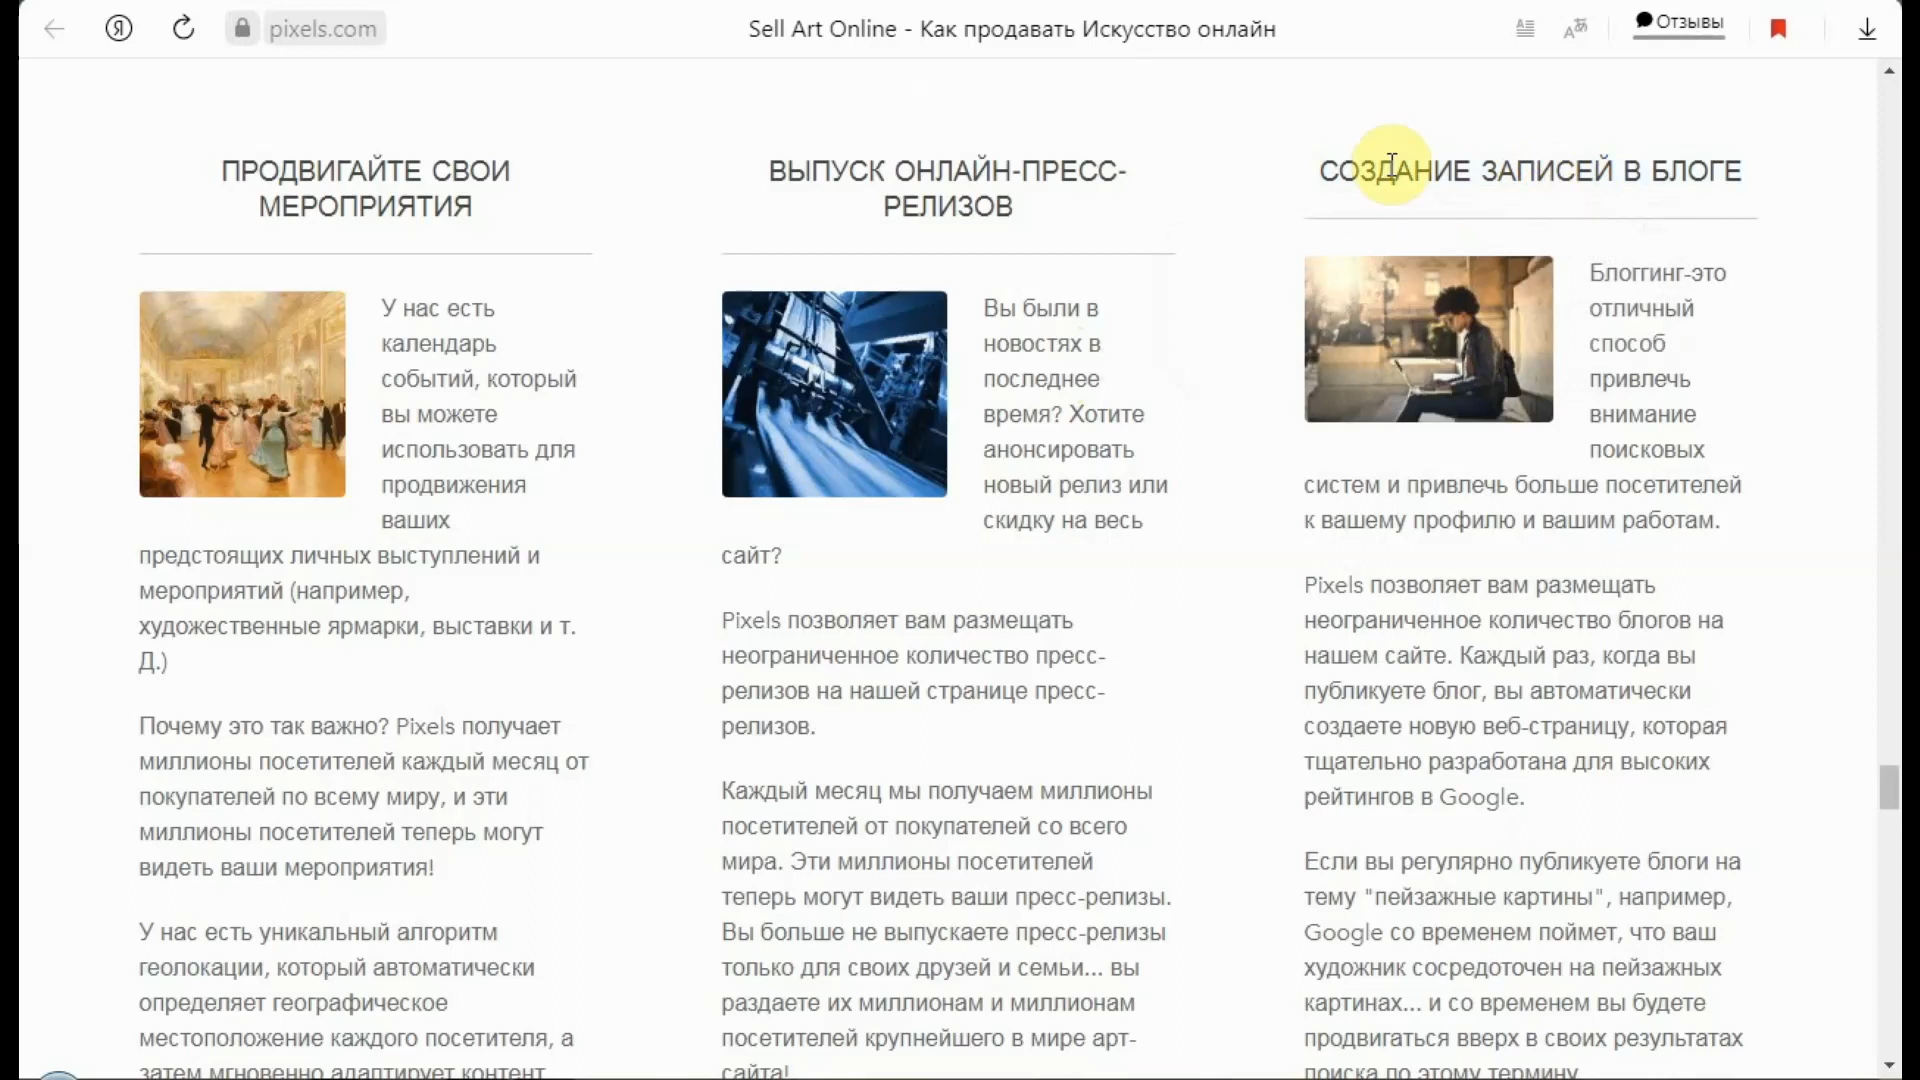 Я
pixels.com
Sell Art Online - Как продавать Искусство онлайн
Отзывы
ПРОДВИГАЙТЕ СВОИ
МЕРОПРИЯТИЯ
У нас есть
календарь
событий, который
вы можете
использовать для
продвижения
ваших
предстоящих личных выступлений и
мероприятий (например,
художественные ярмарки, выставки и т.
Д.)
Почему это так важно? Pixels получает
миллионы посетителей каждый месяц от
покупателей по всему миру, и эти
миллионы посетителей теперь могут
видеть ваши мероприятия!
У нас есть уникальный алгоритм
геолокации, который автоматически
определяет географическое
местоположение каждого посетителя, а
затем мгновенно адаптирует контент
ВЫПУСК ОНЛАЙН-ПРЕСС-
РЕЛИЗОВ
Вы были в
новостях в
последнее
время? Хотите
анонсировать
новый релиз или
скидку на весь
сайт?
Pixels позволяет вам размещать
неограниченное количество пресс-
релизов на нашей странице пресс-
релизов.
Каждый месяц мы получаем миллионы
посетителей от покупателей со всего
мира. Эти миллионы посетителей
теперь могут видеть ваши пресс-релизы.
Вы больше не выпускаете пресс-релизы
только для своих друзей и семьи... вы
раздаете их миллионам и миллионам
посетителей крупнейшего в мире арт-
сайта!
СОЗДАНИЕ ЗАПИСЕЙ В БЛОГЕ
Блоггинг-это
отличный
способ
привлечь
внимание
поисковых
систем и привлечь больше посетителей
к вашему профилю и вашим работам.
Pixels позволяет вам размещать
неограниченное количество блогов на
нашем сайте. Каждый раз, когда вы
публикуете блог, вы автоматически
создаете новую веб-страницу, которая
тщательно разработана для высоких
рейтингов в Google.
Если вы регулярно публикуете блоги на
тему "пейзажные картины", например,
Google со временем поймет, что ваш
художник сосредоточен на пейзажных
картинах... и со временем вы будете
продвигаться вверх в своих результатах
поиска по этому термину